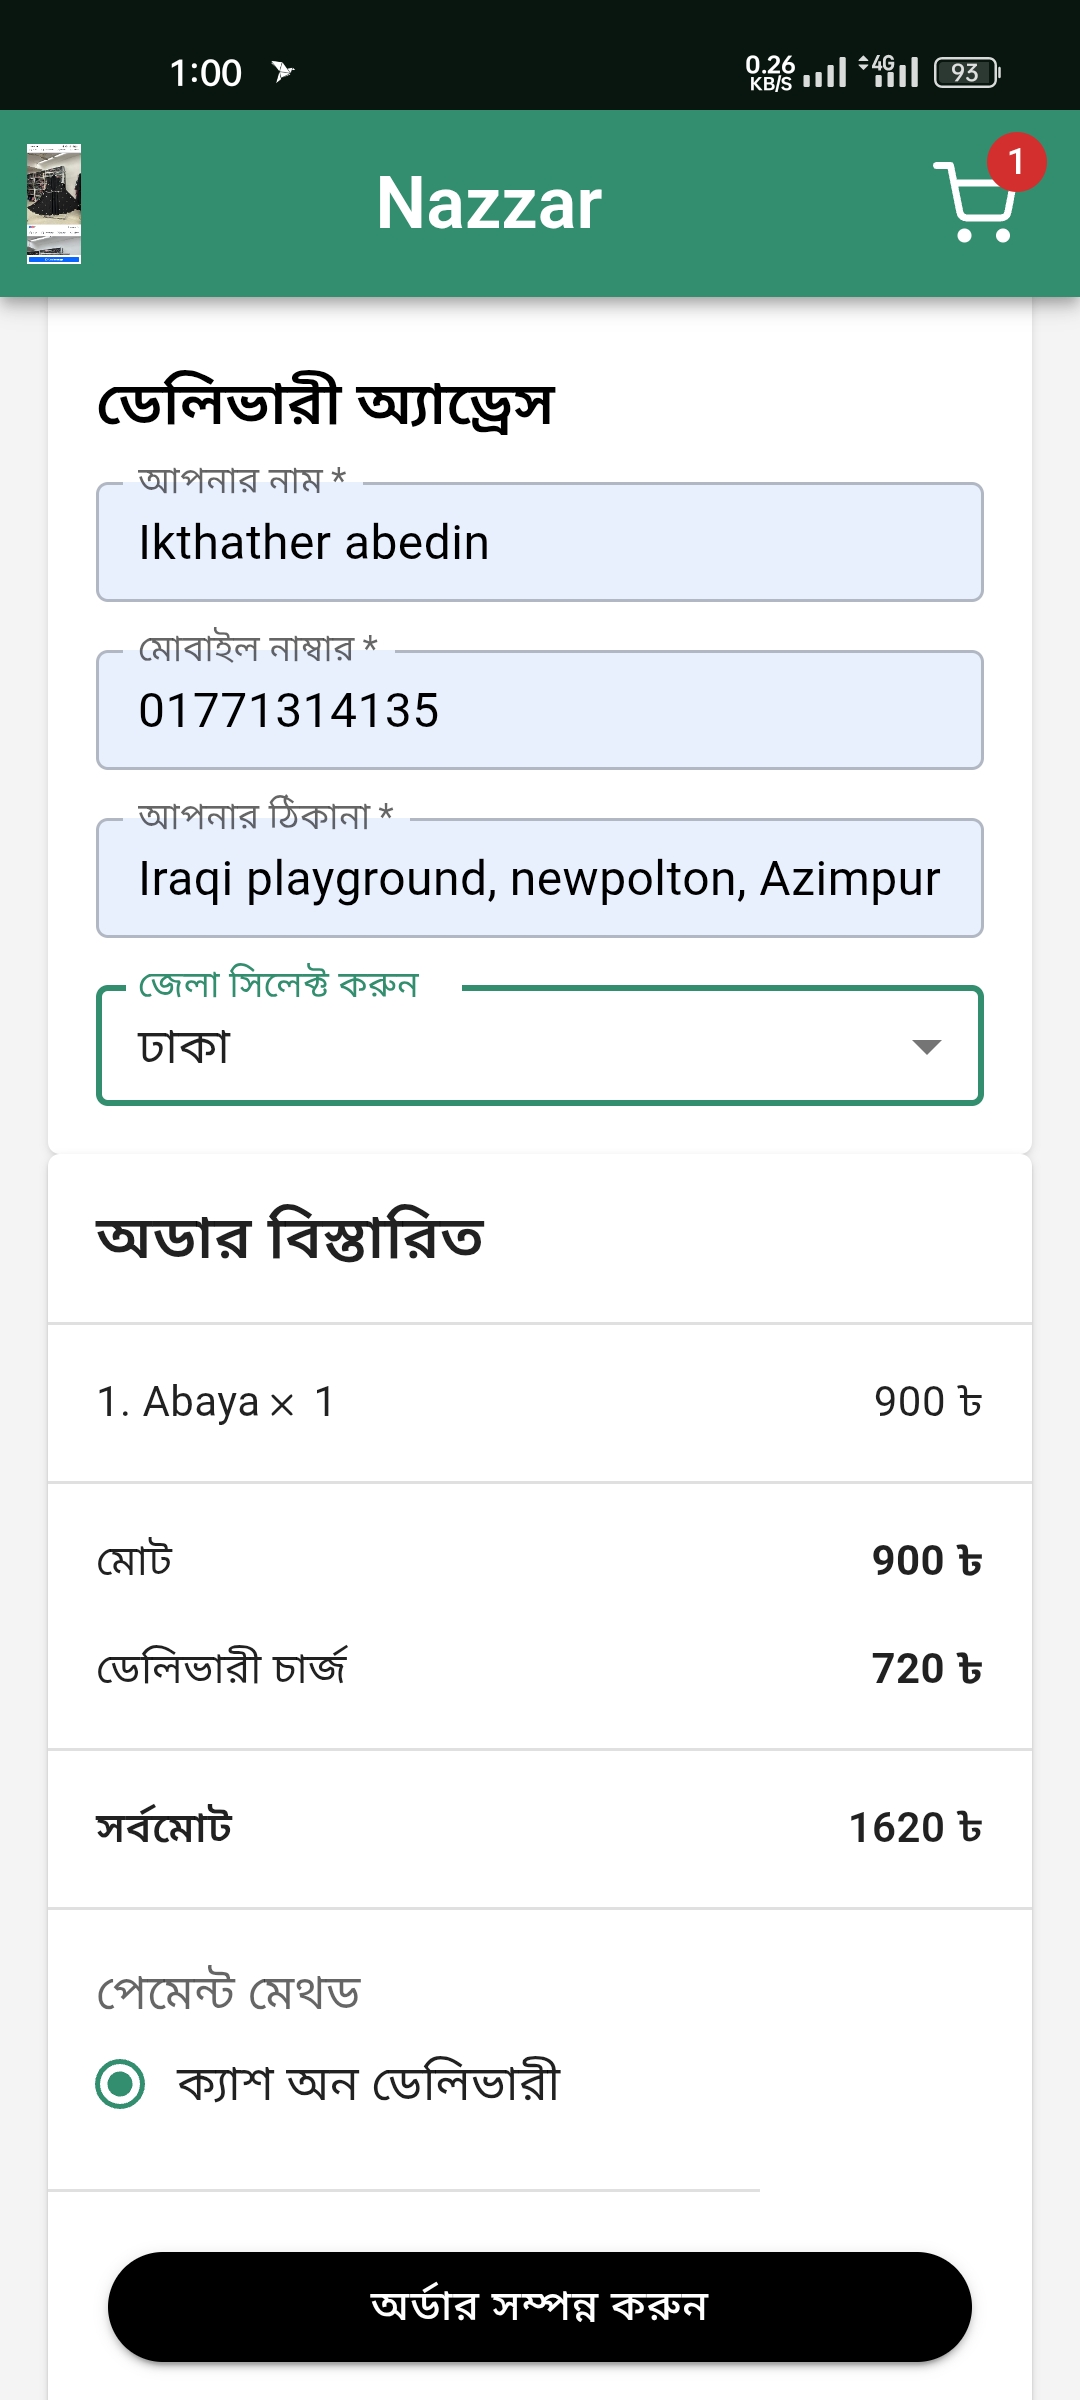 1:00 0.26 KB/S 4G 93
Nazzar 1
ডেলিভারী অ্যাড্রেস
আপনার নাম *
Ikthather abedin
মোবাইল নাম্বার *
01771314135
আপনার ঠিকানা *
Iraqi playground, newpolton, Azimpur
জেলা সিলেক্ট করুন
ঢাকা
অডার বিস্তারিত
1. Abaya × 1 900 ৳
মোট 900 ৳
ডেলিভারী চার্জ 720 ৳
সর্বমোট 1620 ৳
পেমেন্ট মেথড
ক্যাশ অন ডেলিভারী
অর্ডার সম্পন্ন করুন